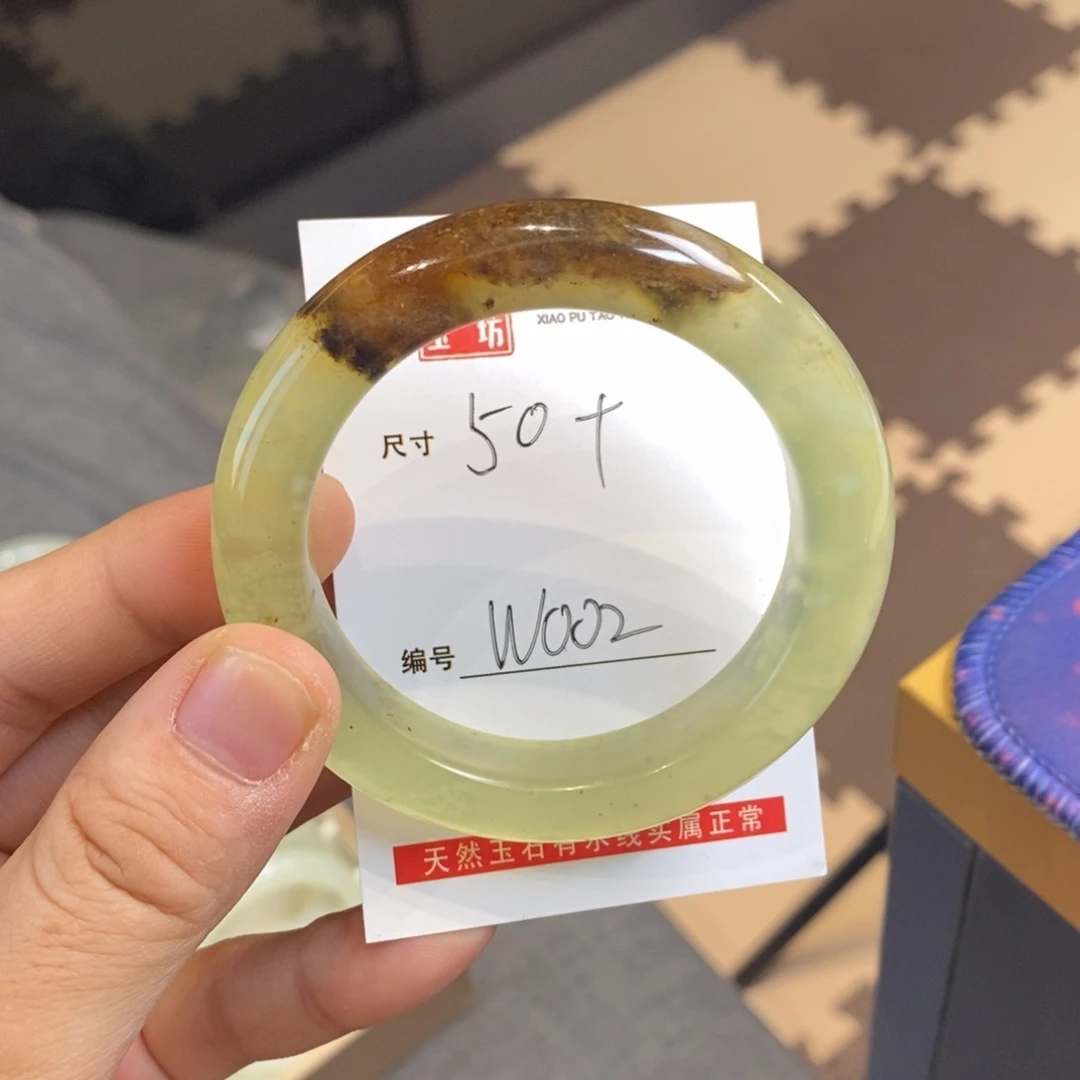 坊
XIAO PU TAO
尺寸 50+
编号 W002
天然玉石有水线实属正常